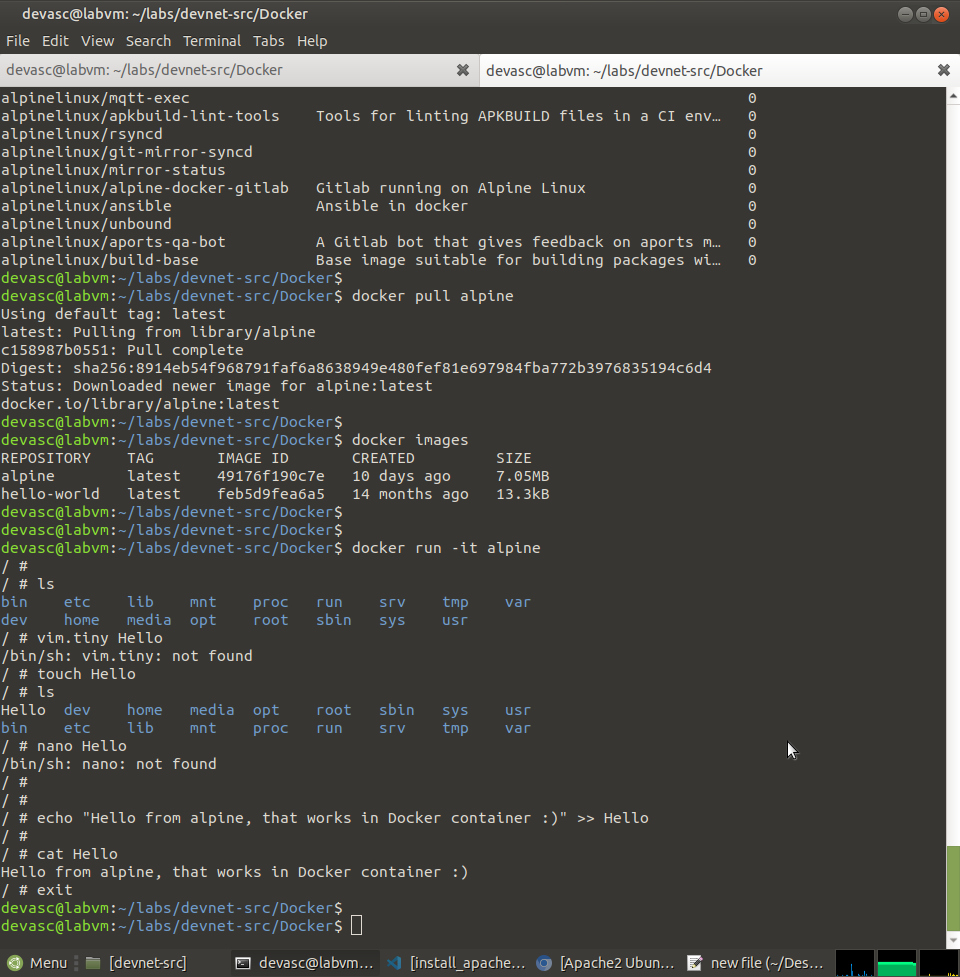 devasc@labvm: ~/labs/devnet-src/Docker
File Edit View Search Terminal Tabs Help
devasc@labvm: ~/labs/devnet-src/Docker devasc@labvm: ~/labs/devnet-src/Docker
alpinelinux/mqtt-exec 0
alpinelinux/apkbuild-lint-tools Tools for linting APKBUILD files in a CI env… 0
alpinelinux/rsyncd 0
alpinelinux/git-mirror-syncd 0
alpinelinux/mirror-status 0
alpinelinux/alpine-docker-gitlab Gitlab running on Alpine Linux 0
alpinelinux/ansible Ansible in docker 0
alpinelinux/unbound 0
alpinelinux/aports-qa-bot A Gitlab bot that gives feedback on aports m… 0
alpinelinux/build-base Base image suitable for building packages wi… 0
devasc@labvm:~/labs/devnet-src/Docker$
devasc@labvm:~/labs/devnet-src/Docker$ docker pull alpine
Using default tag: latest
latest: Pulling from library/alpine
c158987b0551: Pull complete
Digest: sha256:8914eb54f968791faf6a8638949e480fef81e697984fba772b3976835194c6d4
Status: Downloaded newer image for alpine:latest
docker.io/library/alpine:latest
devasc@labvm:~/labs/devnet-src/Docker$
devasc@labvm:~/labs/devnet-src/Docker$ docker images
REPOSITORY TAG IMAGE ID CREATED SIZE
alpine latest 49176f190c7e 10 days ago 7.05MB
hello-world latest feb5d9fea6a5 14 months ago 13.3kB
devasc@labvm:~/labs/devnet-src/Docker$
devasc@labvm:~/labs/devnet-src/Docker$
devasc@labvm:~/labs/devnet-src/Docker$ docker run -it alpine
/ #
/ # ls
bin etc lib mnt proc run srv tmp var
dev home media opt root sbin sys usr
/ # vim.tiny Hello
/bin/sh: vim.tiny: not found
/ # touch Hello
/ # ls
Hello dev home media opt root sbin sys usr
bin etc lib mnt proc run srv tmp var
/ # nano Hello
/bin/sh: nano: not found
/ #
/ #
/ # echo "Hello from alpine, that works in Docker container :)" >> Hello
/ #
/ # cat Hello
Hello from alpine, that works in Docker container :)
/ # exit
devasc@labvm:~/labs/devnet-src/Docker$
devasc@labvm:~/labs/devnet-src/Docker$
Menu [devnet-src] devasc@labvm… [install_apache… [Apache2 Ubun… new file (~/Des…